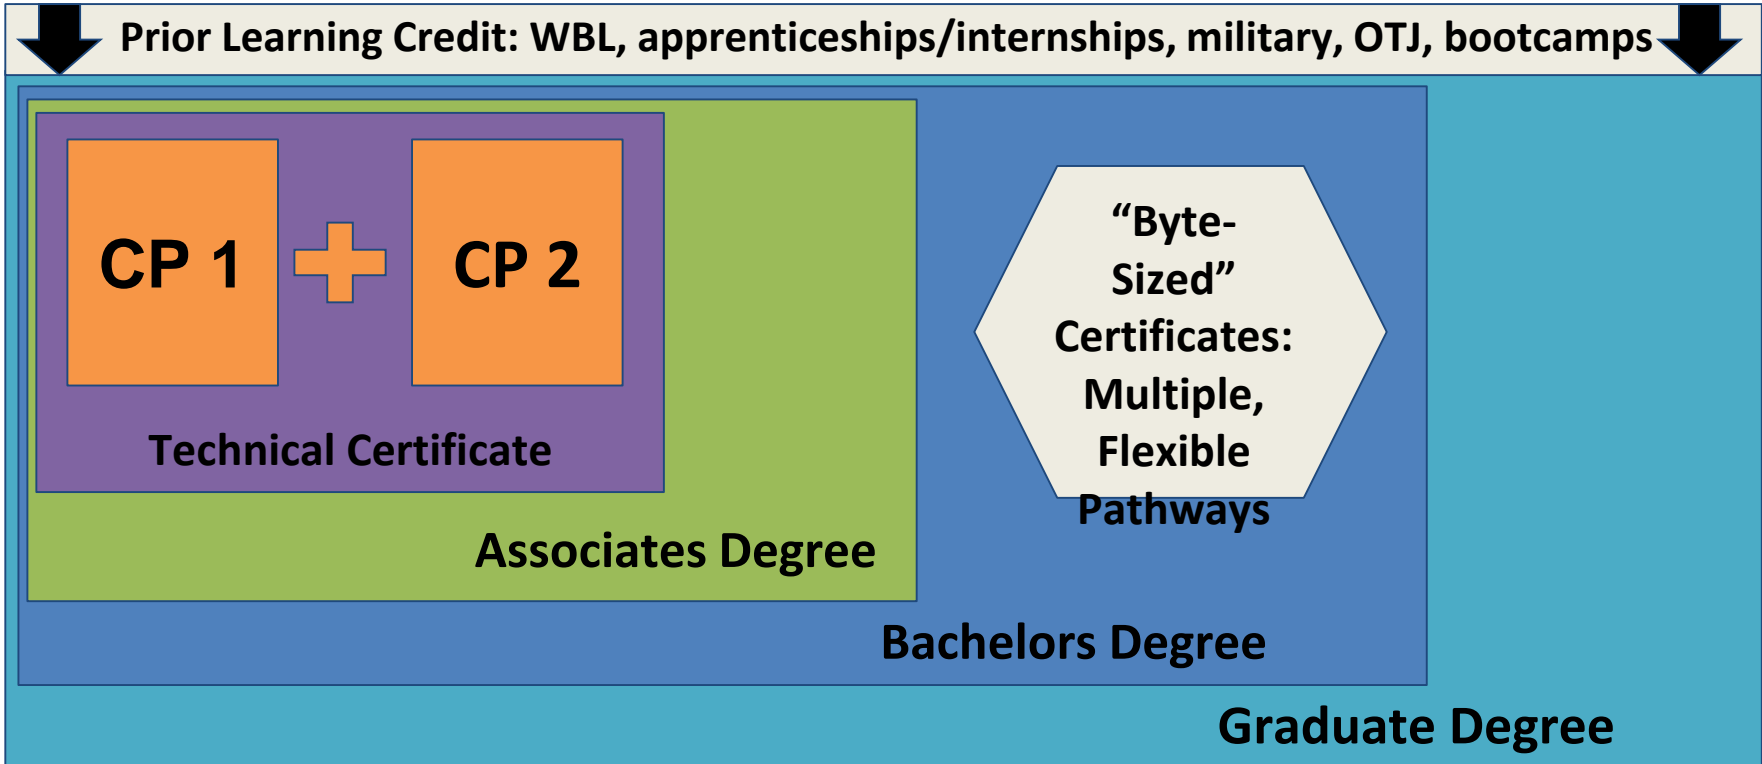 Prior Learning Credit: WBL, apprenticeships/internships, military, OTJ, bootcamps
CP 1
CP 2
Technical Certificate
Associates Degree
“Byte-
Sized”
Certificates:
Multiple,
Flexible
Pathways
Bachelors Degree
Graduate Degree